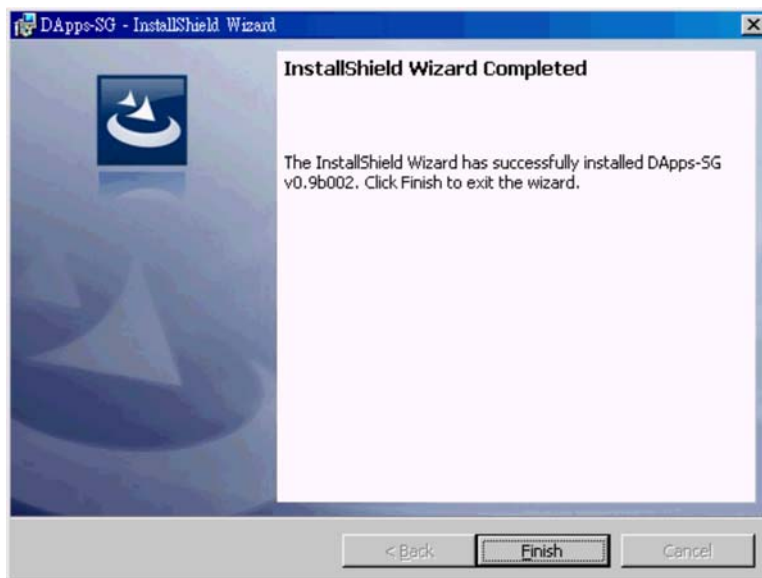 DApps-SG - InstallShield Wizard
InstallShield Wizard Completed
The InstallShield Wizard has successfully installed DApps-SG
v0.9b002. Click Finish to exit the wizard.
< Back
Finish
Cancel